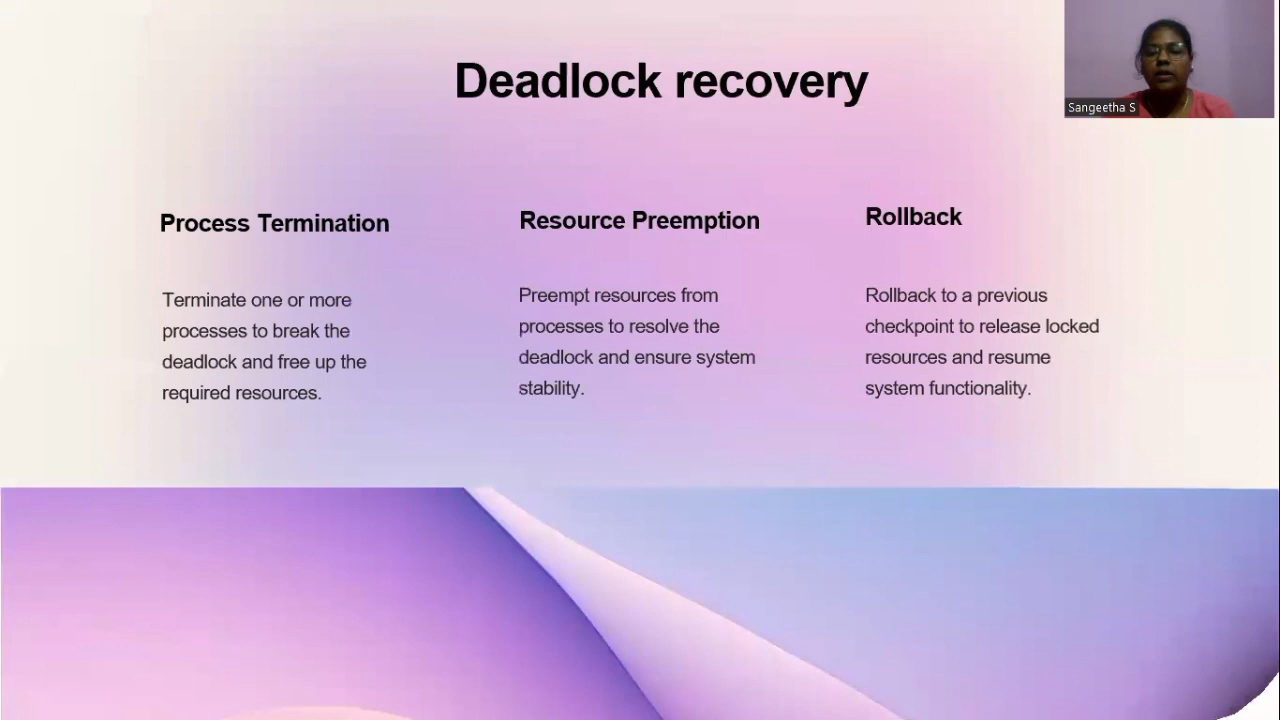 Deadlock recovery
Sangeetha S
Process Termination
Terminate one or more
processes to break the
deadlock and free up the
required resources.
Resource Preemption
Preempt resources from
processes to resolve the
deadlock and ensure system
stability.
Rollback
Rollback to a previous
checkpoint to release locked
resources and resume
system functionality.